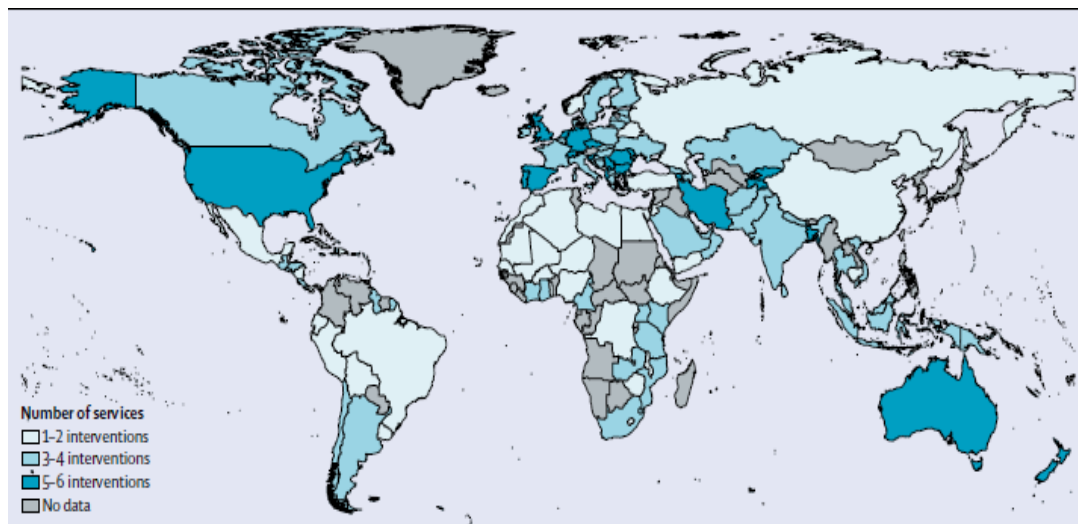 Number of services
1–2 interventions
3–4 interventions
5–6 interventions
No data